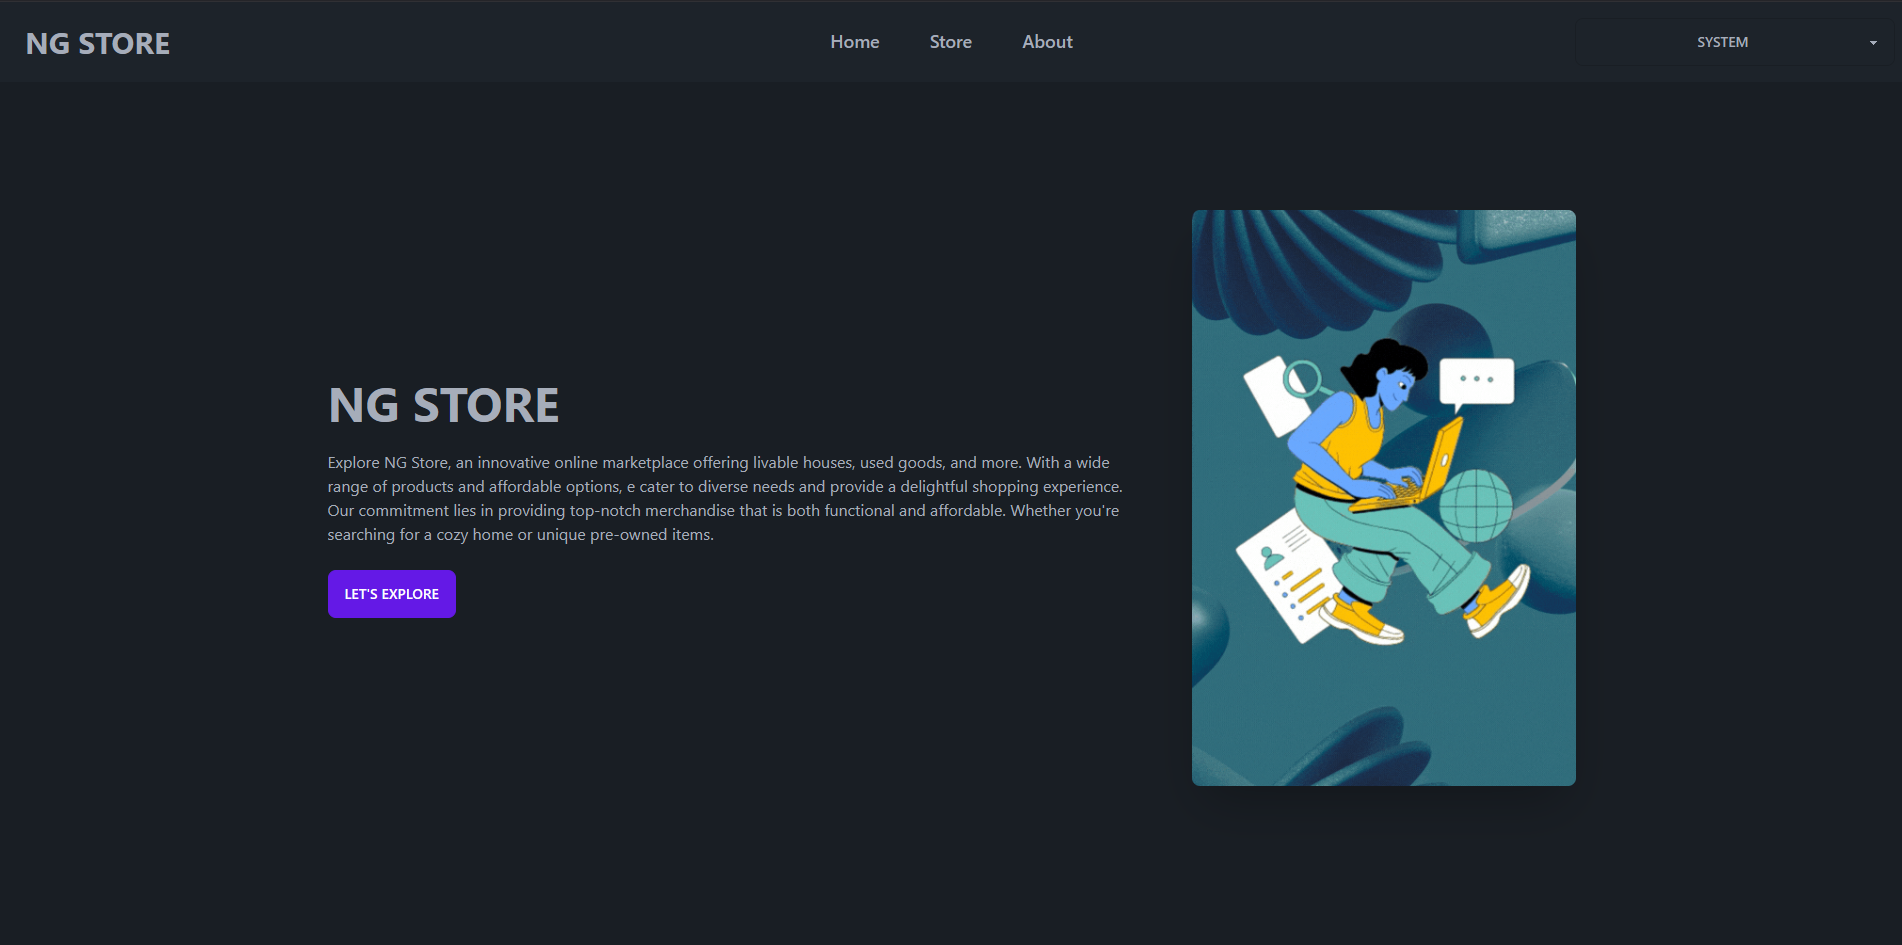 NG STORE
Home
Store
About
SYSTEM
NG STORE
Explore NG Store, an innovative online marketplace offering livable houses, used goods, and more. With a wide
range of products and affordable options, e cater to diverse needs and provide a delightful shopping experience.
Our commitment lies in providing top-notch merchandise that is both functional and affordable. Whether you're
searching for a cozy home or unique pre-owned items.
LET'S EXPLORE